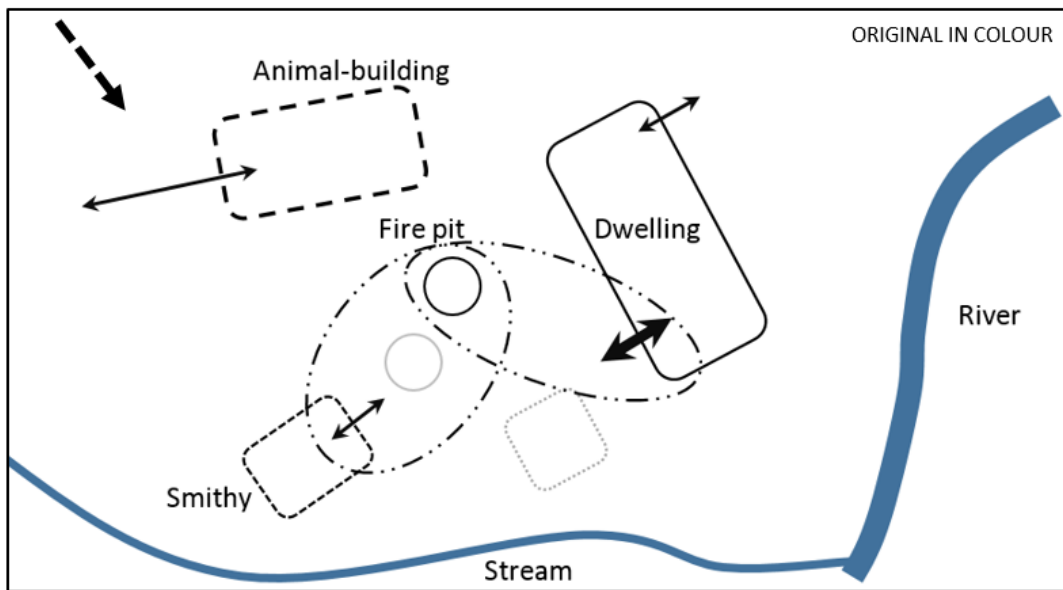 ORIGINAL IN COLOUR
Animal-building
Fire pit
Dwelling
River
Smithy
Stream